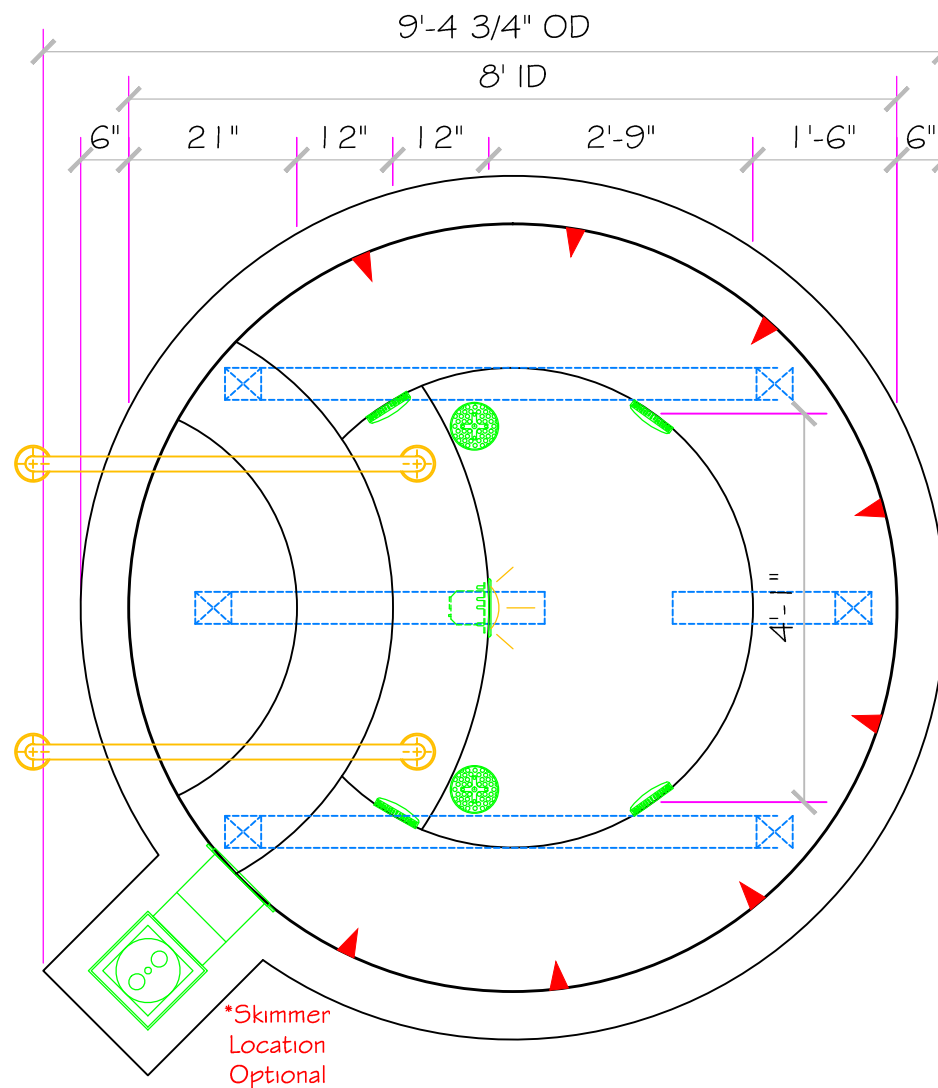 9'-4 3/4" OD
8' ID
6" 21" 12" 12" 2'-9" 1'-6" 6"
4'-1"
*Skimmer
Location
Optional